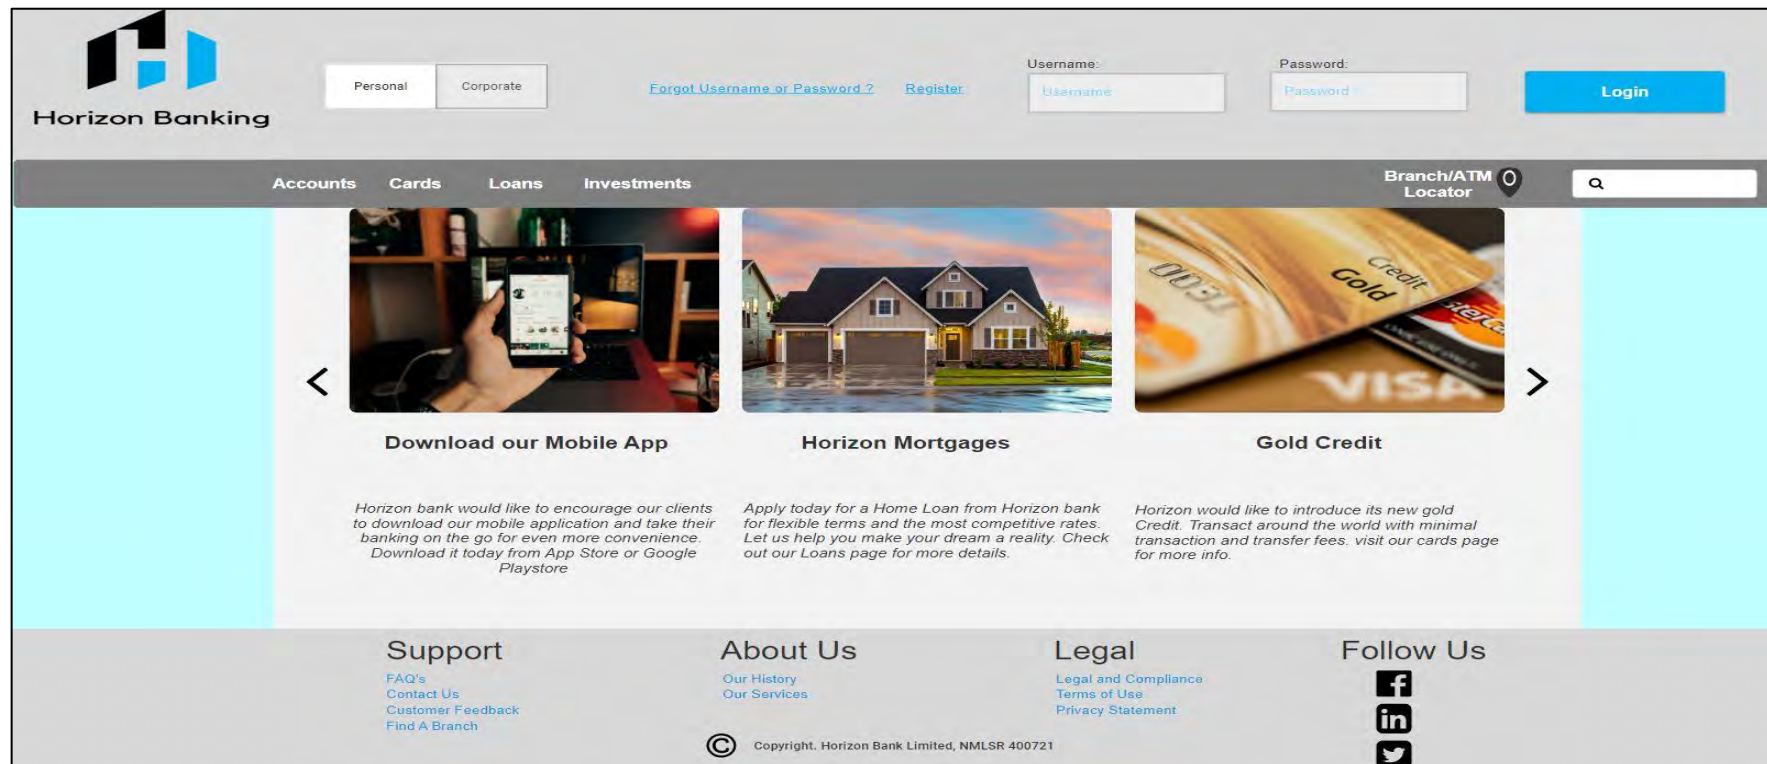 Horizon Banking
Personal
Corporate
Forgot Username or Password ?
Register
Username:
Username
Password:
Password
Login
Accounts
Cards
Loans
Investments
Branch/ATM
Locator
Credit
Gold
VISA
Download our Mobile App
Horizon bank would like to encourage our clients
to download our mobile application and take their
banking on the go for even more convenience.
Download it today from App Store or Google
Playstore
Horizon Mortgages
Apply today for a Home Loan from Horizon bank
for flexible terms and the most competitive rates.
Let us help you make your dream a reality. Check
out our Loans page for more details.
Gold Credit
Horizon would like to introduce its new gold
Credit. Transact around the world with minimal
transaction and transfer fees. visit our cards page
for more info.
Support
FAQ's
Contact Us
Customer Feedback
Find A Branch
About Us
Our History
Our Services
Legal
Legal and Compliance
Terms of Use
Privacy Statement
Follow Us
f
in
© Copyright. Horizon Bank Limited, NMLSR 400721